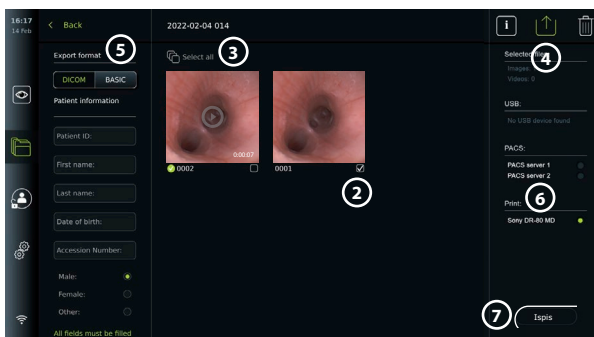 16:17
14 Feb
Back
2022-02-04 014
i
Export format
5
DICOM
BASIC
Patient information
Patient ID:
First name:
Last name:
Date of birth:
Accession Number:
Male:
Female:
Other:
All fields must be filled
Select all
3
0:00:07
0002
0001
2
Selected files:
4
Images:
Videos: 0
USB:
No USB device found
PACS:
PACS server 1
PACS server 2
Print:
6
Sony DR-80 MD
7
Ispis